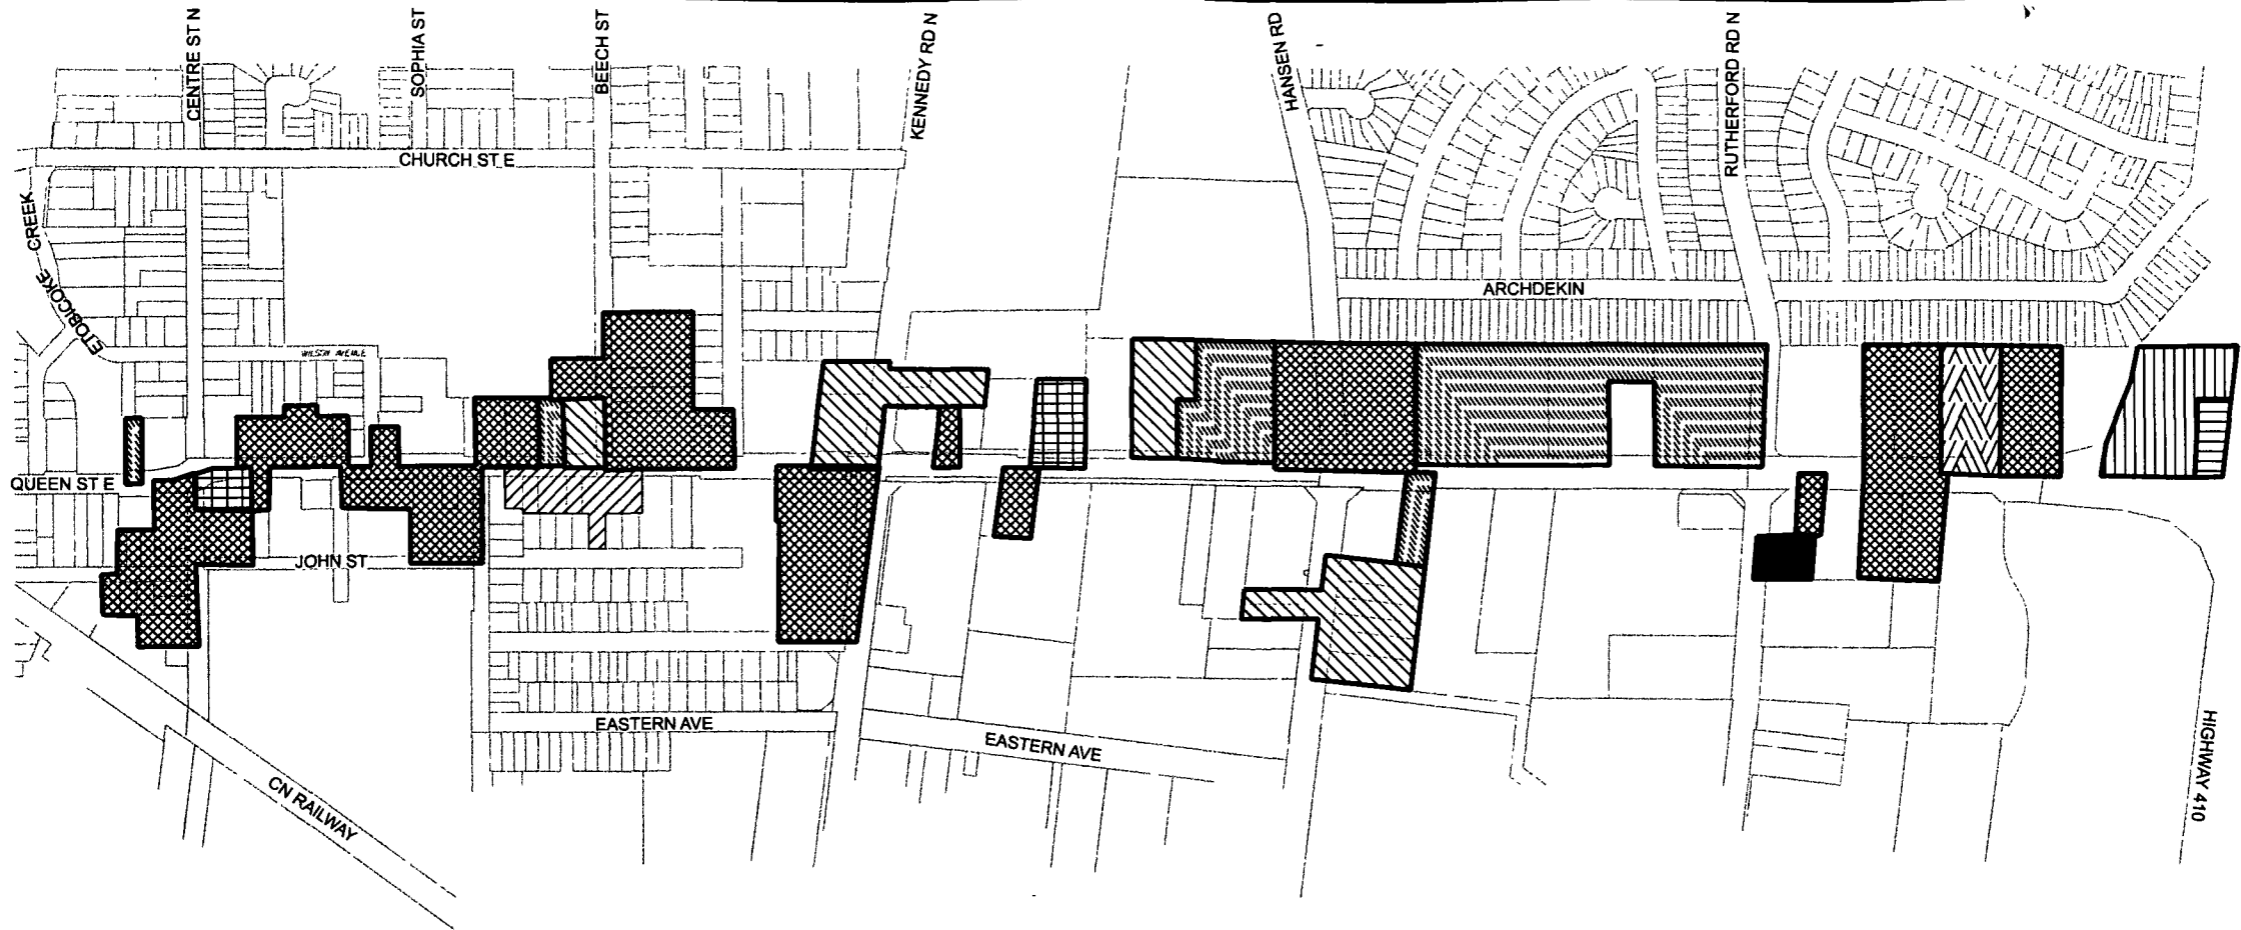 CENTRE ST N
SOPHIA ST
BEECH ST
KENNEDY RD N
HANSEN RD
RUTHERFORD RD N
CHURCH ST E
ETOBICOKE CREEK
ARCHDEKIN
WILSON AVENUE
QUEEN ST E
JOHN ST
EASTERN AVE
EASTERN AVE
CN RAILWAY
HIGHWAY 410